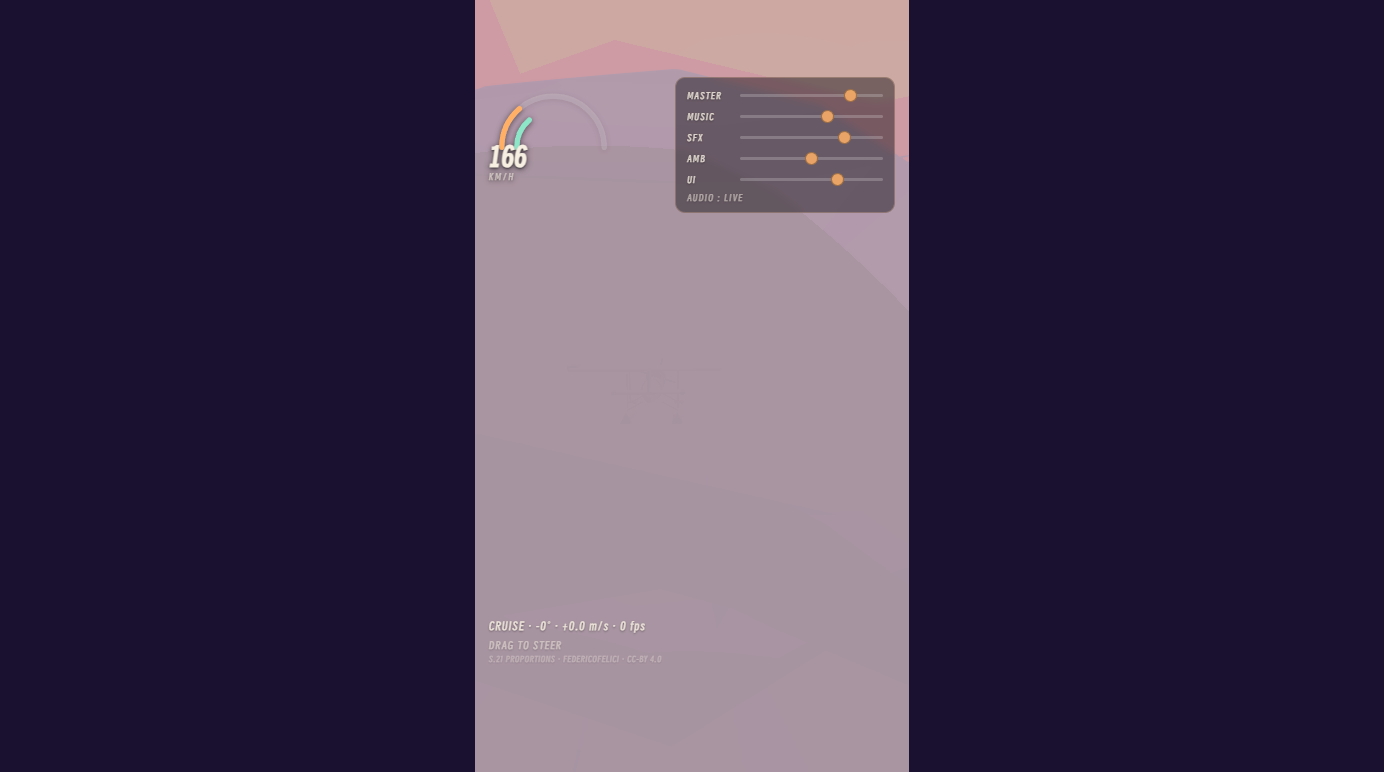 MASTER
MUSIC
SFX
AMB
UI
AUDIO : LIVE
166
KM/H
CRUISE · -0° · +0.0 m/s · 0 fps
DRAG TO STEER
S.21 PROPORTIONS · FEDERICOFELICI · CC-BY 4.0